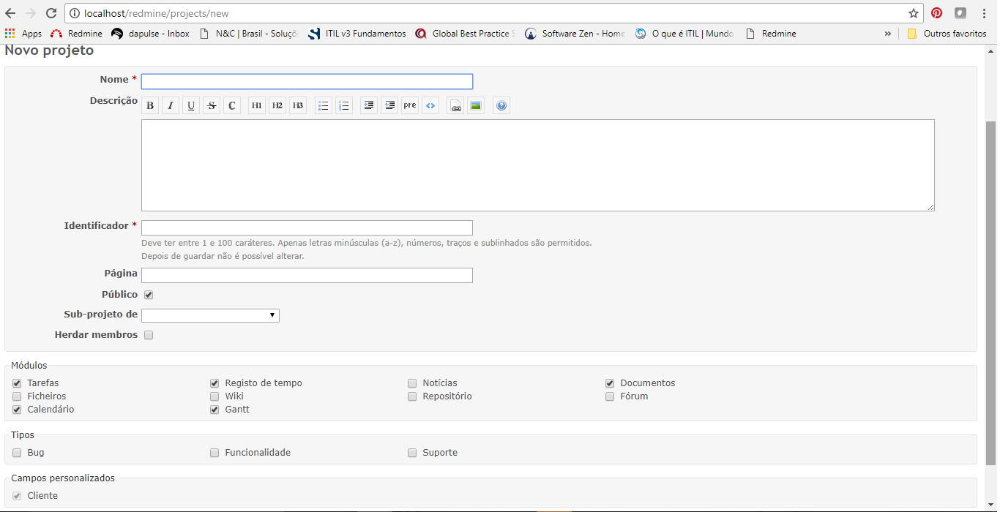 localhost/redmine/projects/new
Apps Redmine dapulse - Inbox N&C | Brasil - Soluçõ ITIL v3 Fundamentos Global Best Practice S Software Zen - Home O que é ITIL | Mundo Redmine » Outros favoritos
Novo projeto
Nome *
Descrição B I U S C H1 H2 H3 pre <>
Identificador *
Deve ter entre 1 e 100 caráteres. Apenas letras minúsculas (a-z), números, traços e sublinhados são permitidos.
Depois de guardar não é possível alterar.
Página
Público
Sub-projeto de
Herdar membros
Módulos
Tarefas Registo de tempo Notícias Documentos
Ficheiros Wiki Repositório Fórum
Calendário Gantt
Tipos
Bug Funcionalidade Suporte
Campos personalizados
Cliente